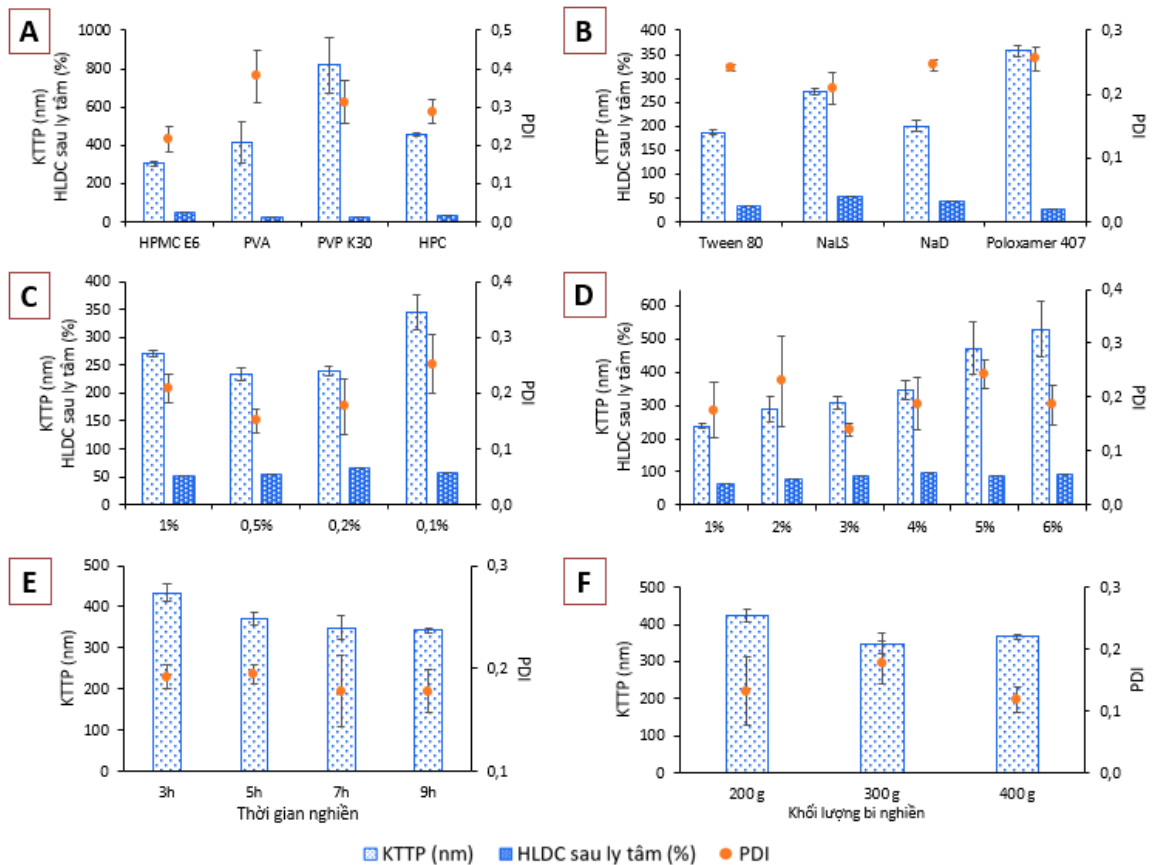 A
KTTP (nm)
HLDC sau ly tâm (%)
1000
800
600
400
200
0
0,5
0,4
0,3
0,2
0,1
0,0
PDI
HPMC E6 PVA PVP K30 HPC
B
KTTP (nm)
HLDC sau ly tâm (%)
400
350
300
250
200
150
100
50
0
0,3
0,2
0,1
0,0
PDI
Tween 80 NaLS NaD Poloxamer 407
C
KTTP (nm)
HLDC sau ly tâm (%)
400
350
300
250
200
150
100
50
0
0,4
0,3
0,2
0,1
0,0
PDI
1% 0,5% 0,2% 0,1%
D
KTTP (nm)
HLDC sau ly tâm (%)
600
500
400
300
200
100
0
0,4
0,3
0,2
0,1
0,0
PDI
1% 2% 3% 4% 5% 6%
E
KTTP (nm)
500
400
300
200
100
0
0,3
0,2
0,1
PDI
3h 5h 7h 9h
Thời gian nghiền
F
KTTP (nm)
500
400
300
200
100
0
0,3
0,2
0,1
0,0
PDI
200 g 300 g 400 g
Khối lượng bi nghiền
KTTP (nm) HLDC sau ly tâm (%) PDI